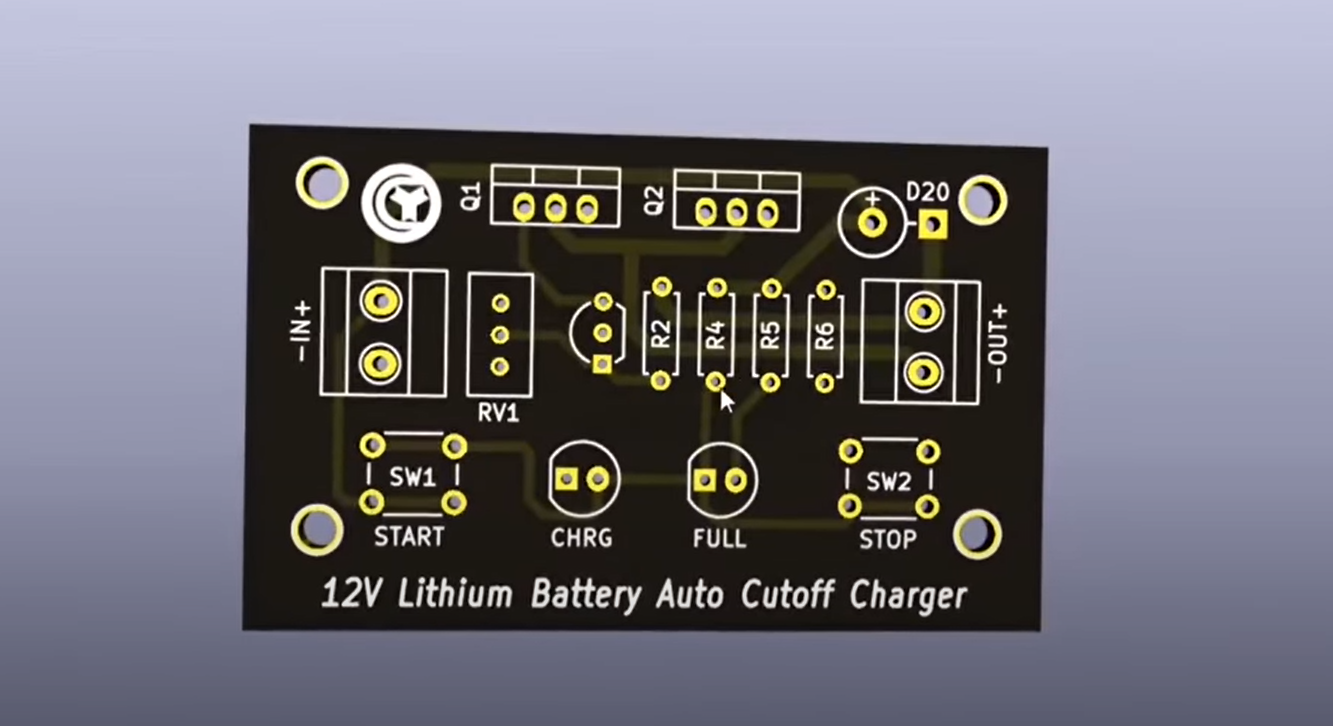 Q1
Q2
+
D20
-IN+
RV1
R2
R4
R5
R6
-OUT+
SW1
START
CHRG
FULL
SW2
STOP
12V Lithium Battery Auto Cutoff Charger